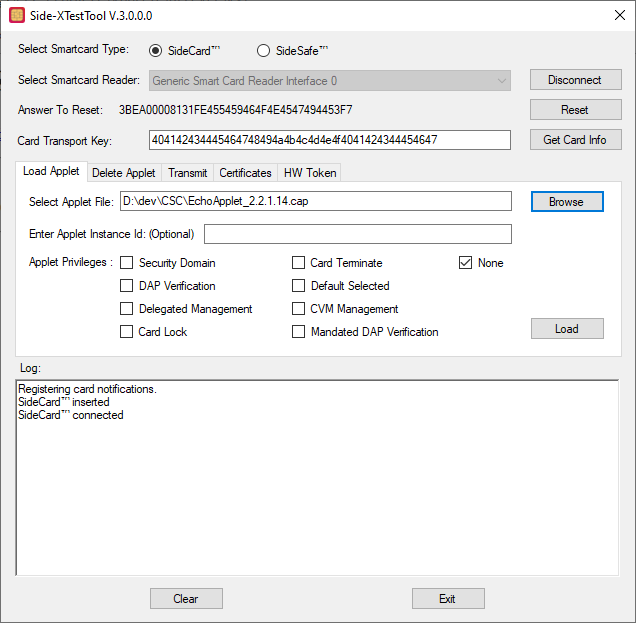 Side-XTestTool V.3.0.0.0
Select Smartcard Type: SideCard™ SideSafe™
Select Smartcard Reader: Generic Smart Card Reader Interface 0 Disconnect
Answer To Reset: 3BEA00008131FE455459464F4E4547494453F7 Reset
Card Transport Key: 404142434445464748494a4b4c4d4e4f4041424344454647 Get Card Info
Load Applet Delete Applet Transmit Certificates HW Token
Select Applet File: D:\dev\CSC\EchoApplet_2.2.1.14.cap Browse
Enter Applet Instance Id: (Optional)
Applet Privileges : Security Domain Card Terminate None
DAP Verification Default Selected
Delegated Management CVM Management
Card Lock Mandated DAP Verification Load
Log:
Registering card notifications.
SideCard™ inserted
SideCard™ connected
Clear Exit